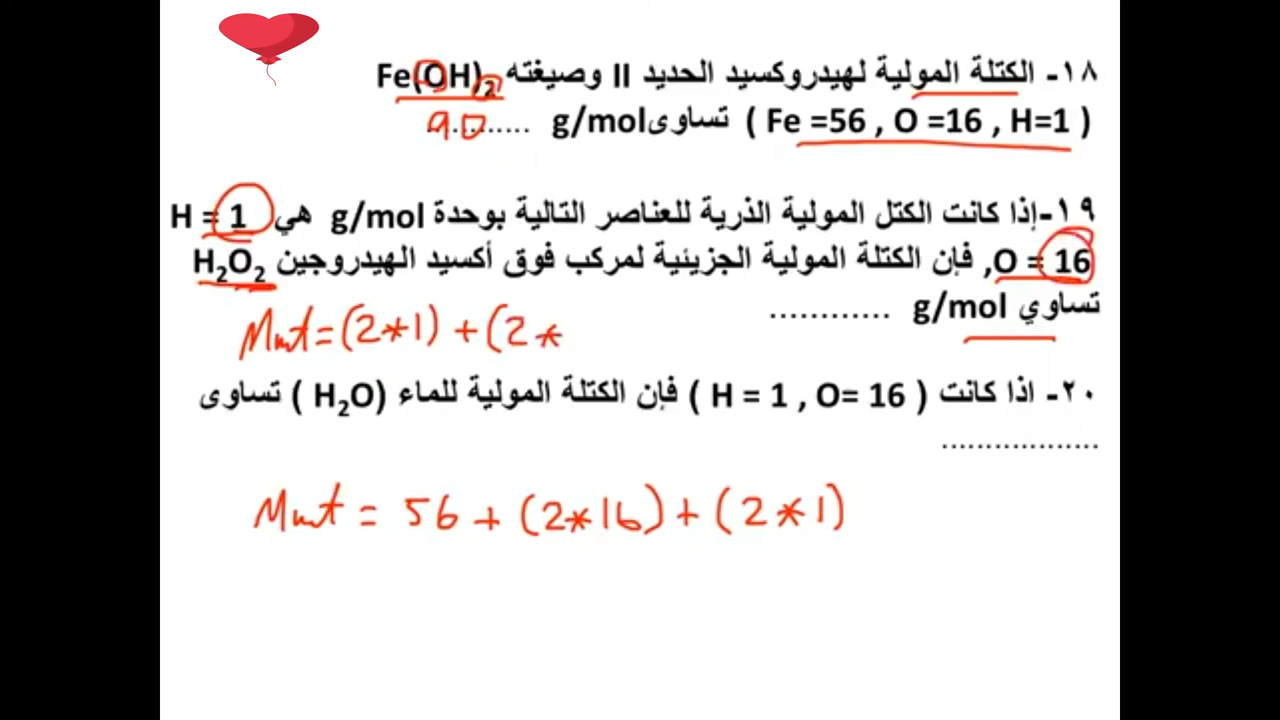 ١٨- الكتلة المولية لهيدروكسيد الحديد II وصيغته Fe(OH)₂
( Fe =56 , O =16 , H=1 ) تساوى g/mol ............
90
١٩-إذا كانت الكتل المولية الذرية للعناصر التالية بوحدة g/mol هي H = 1
O = 16, فإن الكتلة المولية الجزيئية لمركب فوق أكسيد الهيدروجين H₂O₂
تساوي g/mol ............
Mwt = (2*1) + (2*
٢٠- اذا كانت ( H = 1 , O= 16 ) فإن الكتلة المولية للماء (H₂O ) تساوى
..................
Mwt = 56 + (2*16) + (2*1)